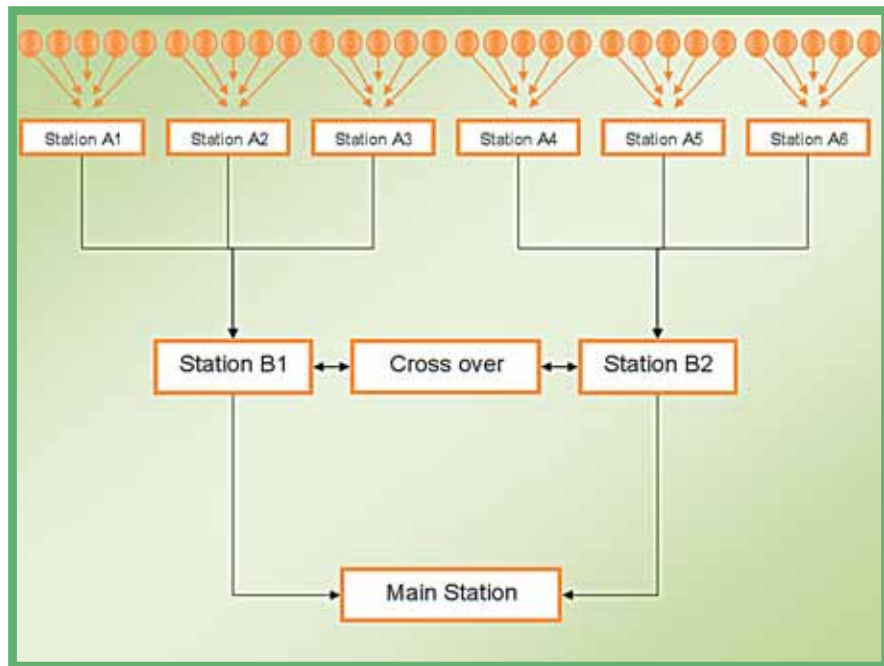 Station A1
Station A2
Station A3
Station A4
Station A5
Station A6
Station B1
Cross over
Station B2
Main Station